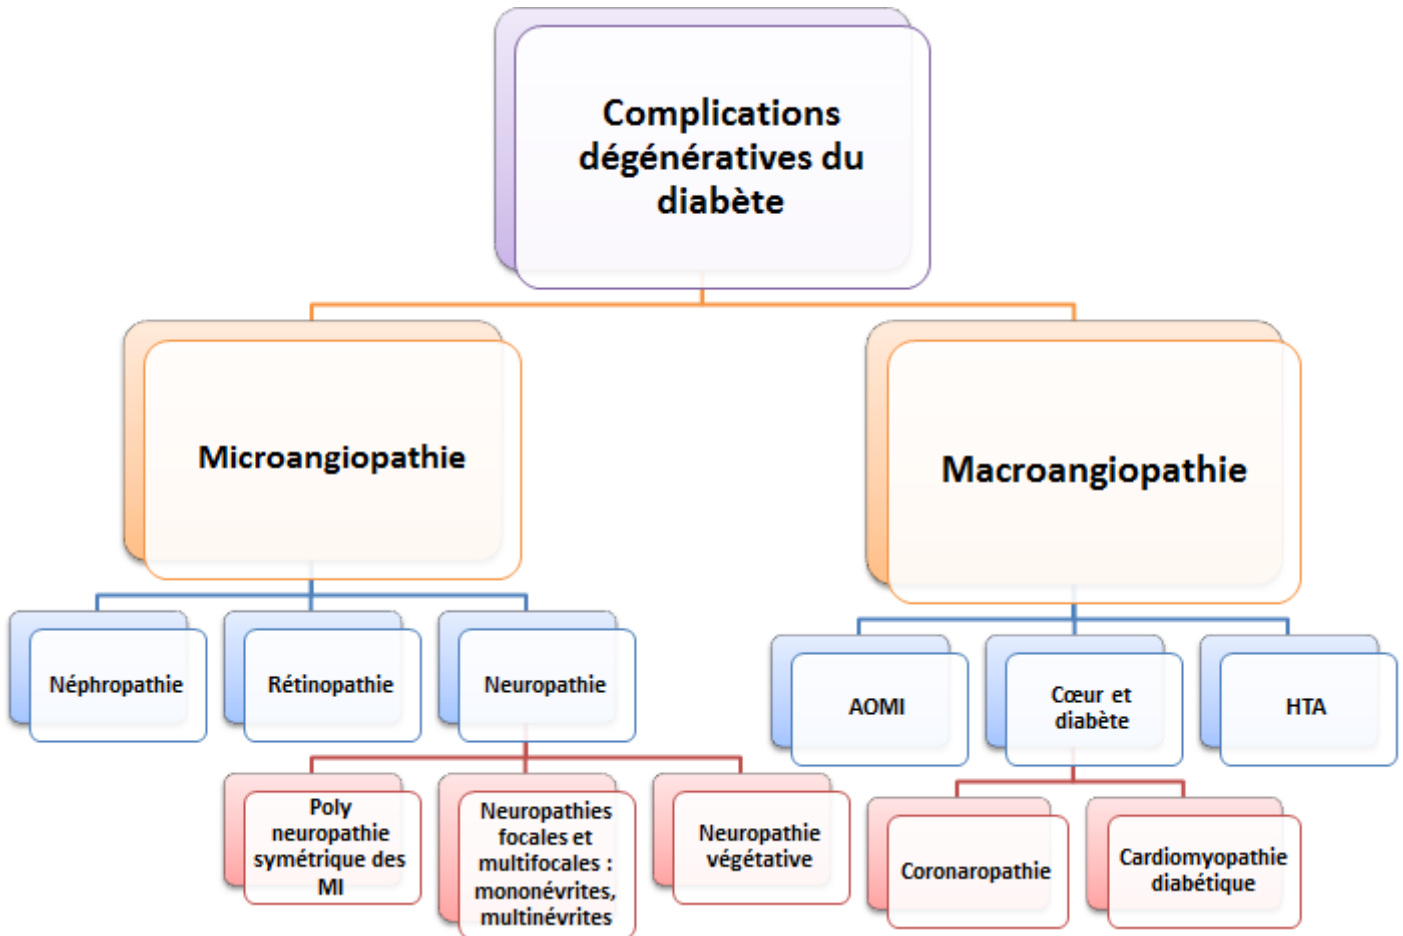 Complications
dégénératives du
diabète
Microangiopathie
Macroangiopathie
Néphropathie
Rétinopathie
Neuropathie
AOMI
Cœur et
diabète
HTA
Poly
neuropathie
symétrique des
MI
Neuropathies
focales et
multifocales :
mononévrites,
multinévrites
Neuropathie
végétative
Coronaropathie
Cardiomyopathie
diabétique